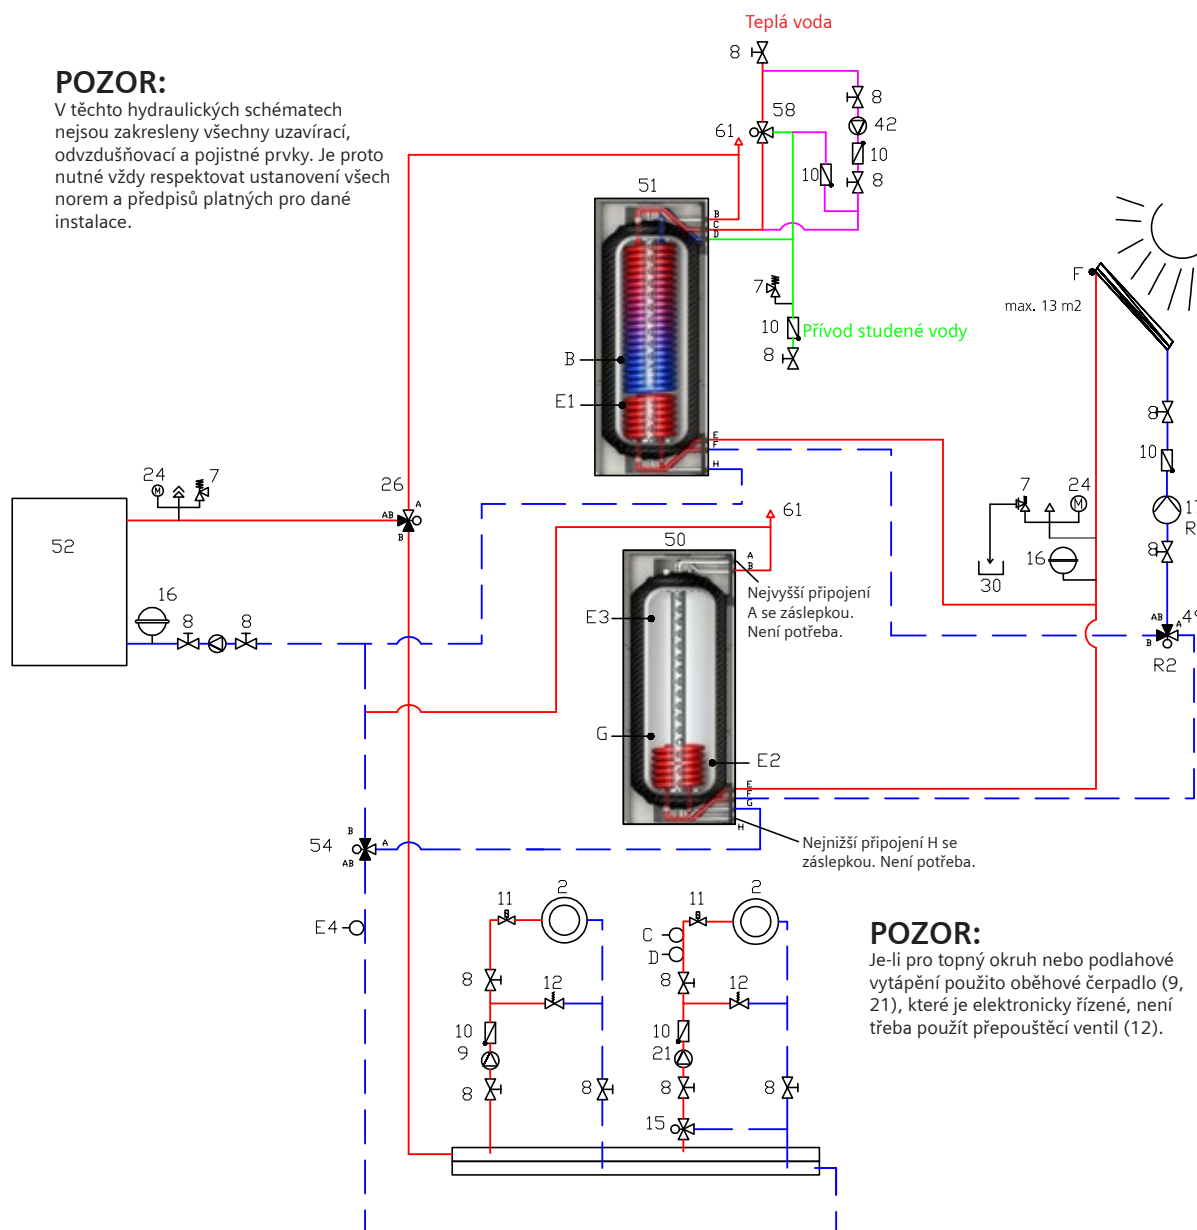 Teplá voda
8
POZOR:
V těchto hydraulických schématech
nejsou zakresleny všechny uzavírací,
odvzdušňovací a pojistné prvky. Je proto
nutné vždy respektovat ustanovení všech
norem a předpisů platných pro dané
instalace.
8
58
61
42
10
10
8
51
B
C
D
F
max. 13 m2
7
10
Přívod studené vody
8
B
E1
8
E
F
H
10
24
7
26
A
AB
B
7
24
61
52
50
16
30
8
A
B
Nejvyšší připojení
A se záslepkou.
Není potřeba.
16
8
8
E3
AB
A
B
R2
G
E2
E
F
G
H
B
54
A
AB
Nejnižší připojení H se
záslepkou. Není potřeba.
E4
11
2
11
2
C
D
8
12
8
12
10
9
10
21
8
8
8
8
15
POZOR:
Je-li pro topný okruh nebo podlahové
vytápění použito oběhové čerpadlo (9,
21), které je elektronicky řízené, není
třeba použít přepouštěcí ventil (12).